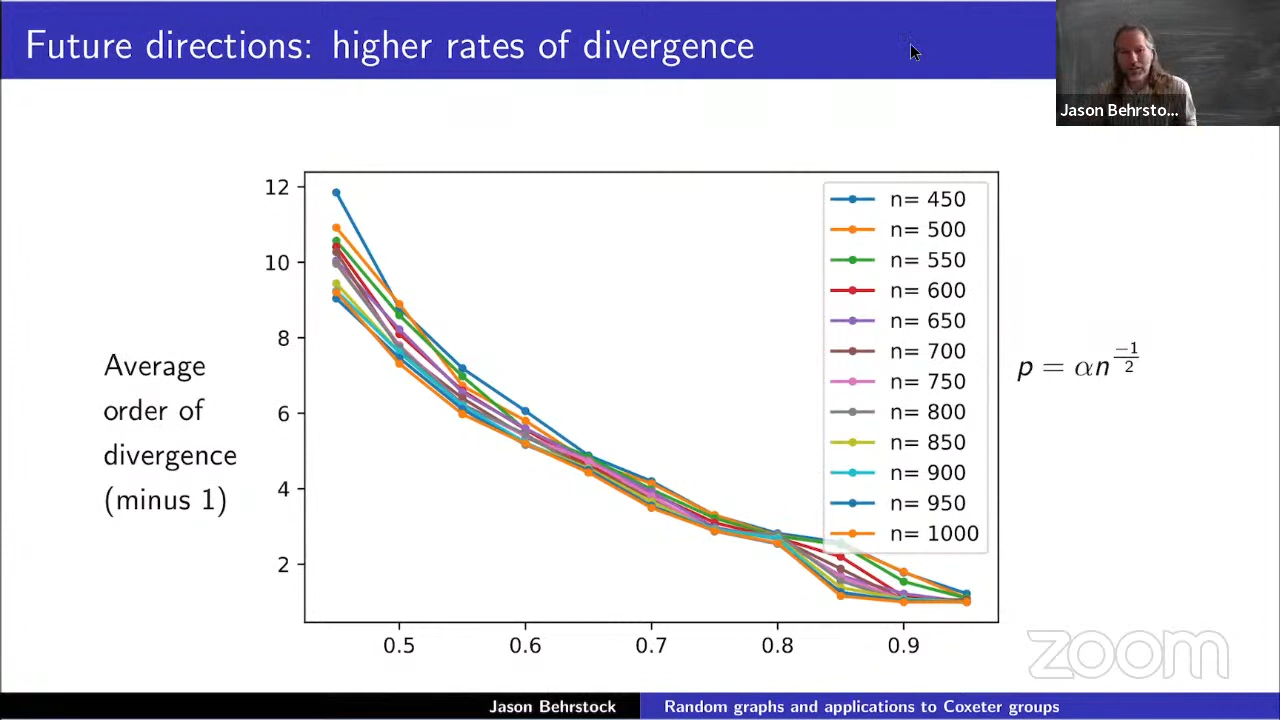 Future directions: higher rates of divergence
Jason Behrsto...
12
10
8
6
4
2
0.5 0.6 0.7 0.8 0.9
n= 450
n= 500
n= 550
n= 600
n= 650
n= 700
n= 750
n= 800
n= 850
n= 900
n= 950
n= 1000
Average
order of
divergence
(minus 1)
p = αn^{\frac{-1}{2}}
zoom
Jason Behrstock Random graphs and applications to Coxeter groups